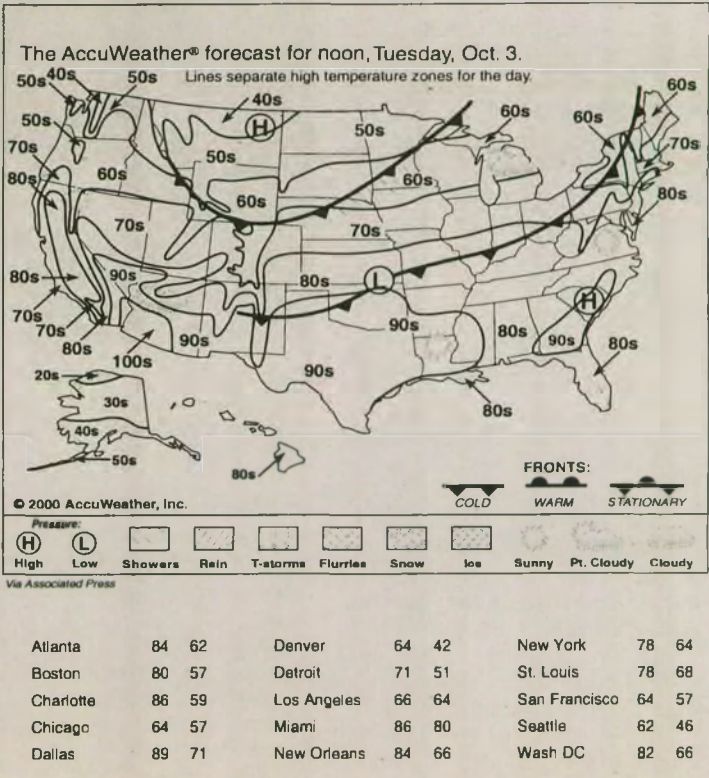 The AccuWeather® forecast for noon, Tuesday, Oct. 3.
Lines separate high temperature zones for the day.
50s 40s 50s
40s
60s
60s
50s
50s
60s
70s
50s
70s
60s
60s
80s
60s
80s
70s
70s
80s
90s
80s
L
H
70s
90s
80s
80s
70s
90s
90s
80s
100s
90s
80s
20s
30s
40s
50s
80s
H
FRONTS:
COLD WARM STATIONARY
© 2000 AccuWeather, Inc.
Pressure:
H L
High Low Showers Rain T-storms Flurries Snow Ice Sunny Pt. Cloudy Cloudy
Via Associated Press
Atlanta 84 62 Denver 64 42 New York 78 64
Boston 80 57 Detroit 71 51 St. Louis 78 68
Charlotte 86 59 Los Angeles 66 64 San Francisco 64 57
Chicago 64 57 Miami 86 80 Seattle 62 46
Dallas 89 71 New Orleans 84 66 Wash DC 82 66